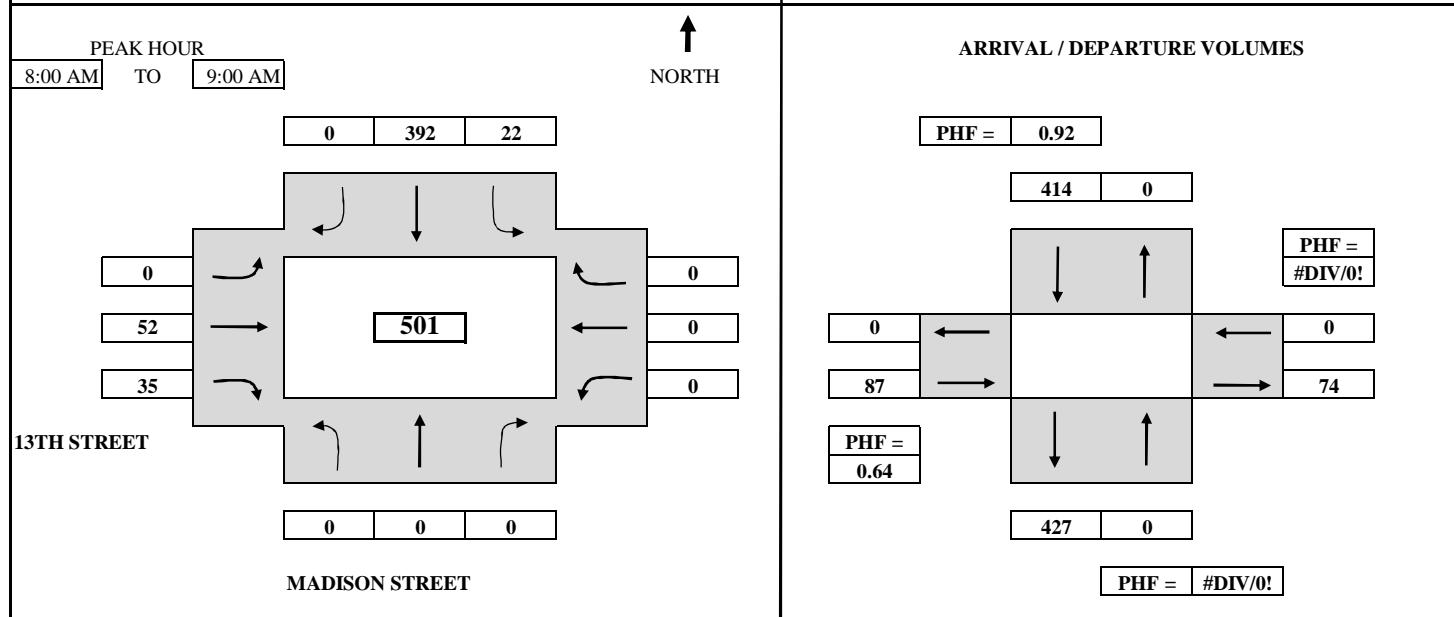 PEAK HOUR
8:00 AM TO 9:00 AM
NORTH
0 392 22
0
52
35
501
0
0
0
13TH STREET
0 0 0
MADISON STREET
ARRIVAL / DEPARTURE VOLUMES
PHF = 0.92
414 0
PHF =
#DIV/0!
0 0
87 74
PHF =
0.64
427 0
PHF = #DIV/0!